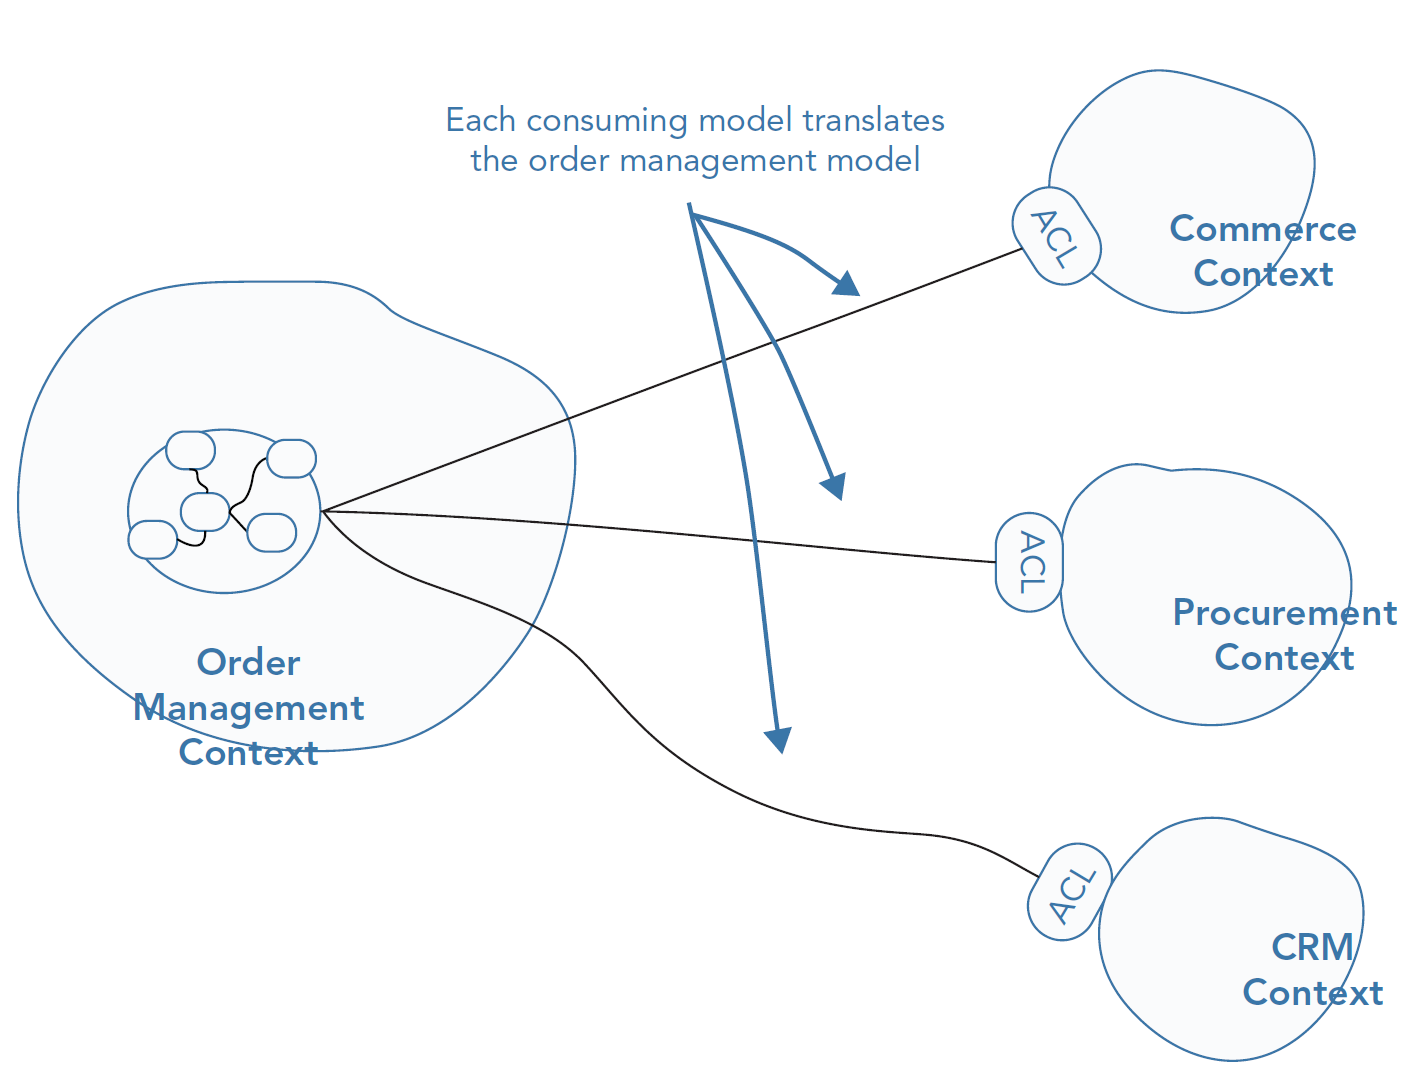 Each consuming model translates
the order management model
ACL
Commerce
Context
ACL
Procurement
Context
Order
Management
Context
ACL
CRM
Context